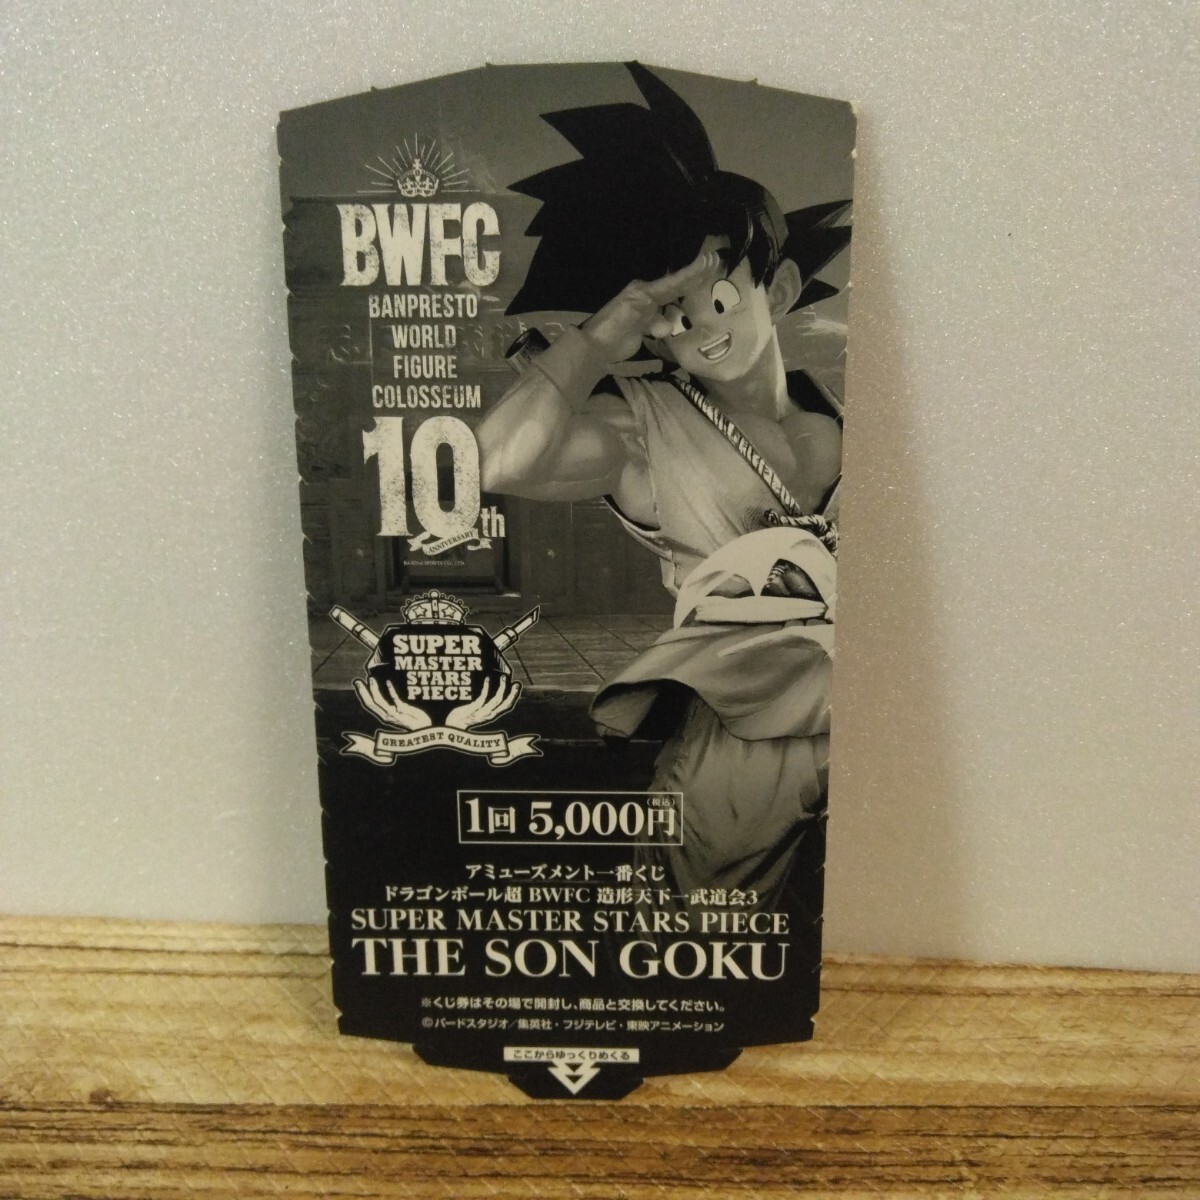 BWFC
BANPRESTO
WORLD
FIGURE
COLOSSEUM
10th
ANNIVERSARY
SUPER
MASTER
STARS
PIECE
GREATEST QUALITY
1回 5,000円(税込)
アミューズメント一番くじ
ドラゴンボール超 BWFC 造形天下一武道会3
SUPER MASTER STARS PIECE
THE SON GOKU
※くじ券はその場で開封し、商品と交換してください。
©バードスタジオ/集英社・フジテレビ・東映アニメーション
ここからゆっくりめくる